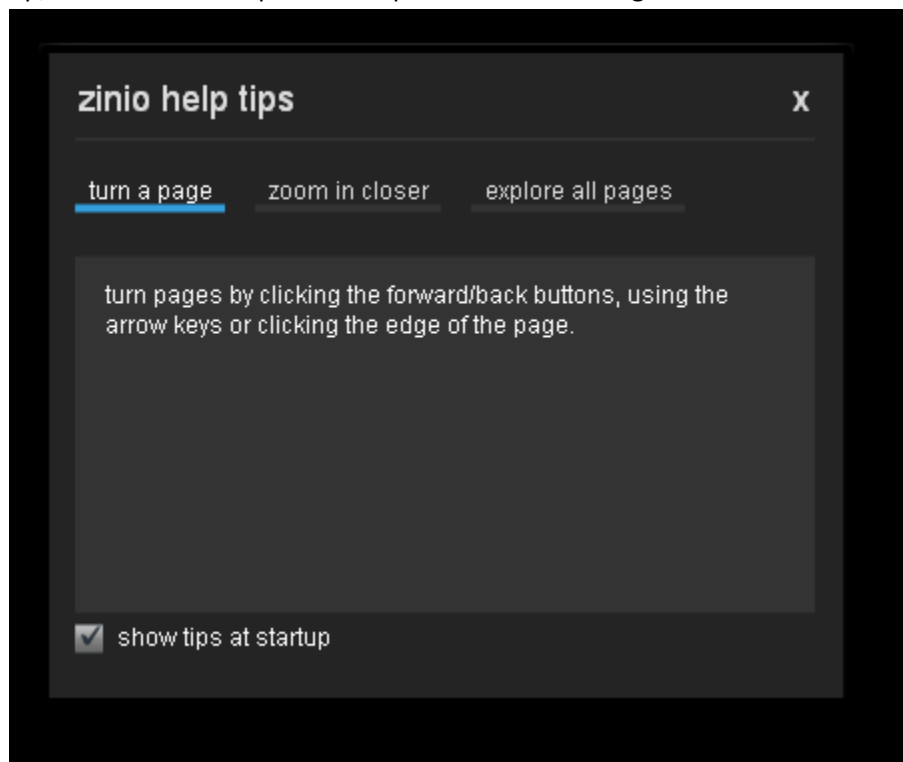 zinio help tips
x
turn a page
zoom in closer
explore all pages
turn pages by clicking the forward/back buttons, using the
arrow keys or clicking the edge of the page.
show tips at startup